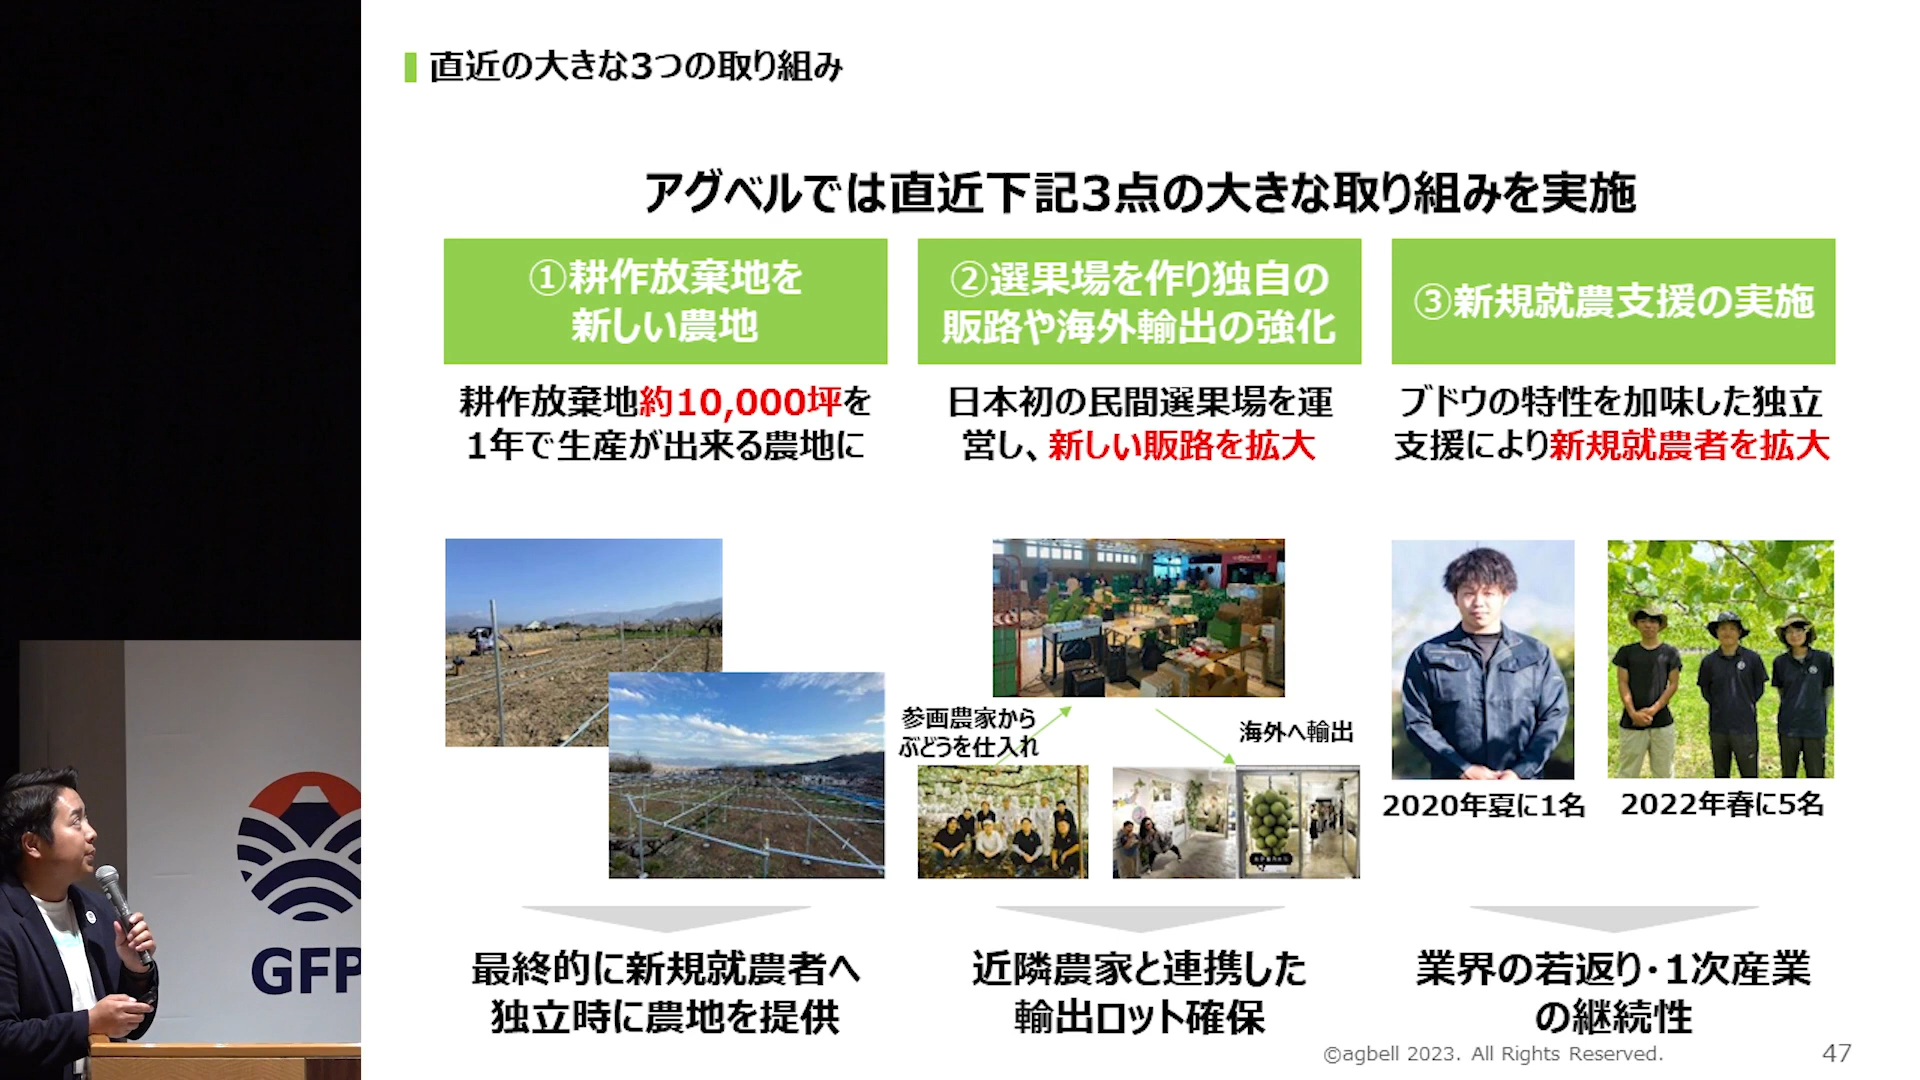 直近の大きな3つの取り組み
アグベルでは直近下記3点の大きな取り組みを実施
①耕作放棄地を
新しい農地
耕作放棄地約10,000坪を
1年で生産が出来る農地に
最終的に新規就農者へ
独立時に農地を提供
②選果場を作り独自の
販路や海外輸出の強化
日本初の民間選果場を運
営し、新しい販路を拡大
参画農家から
ぶどうを仕入れ
海外へ輸出
近隣農家と連携した
輸出ロット確保
③新規就農支援の実施
ブドウの特性を加味した独立
支援により新規就農者を拡大
2020年夏に1名
2022年春に5名
業界の若返り・1次産業
の継続性
©agbell 2023. All Rights Reserved.
47
GFP